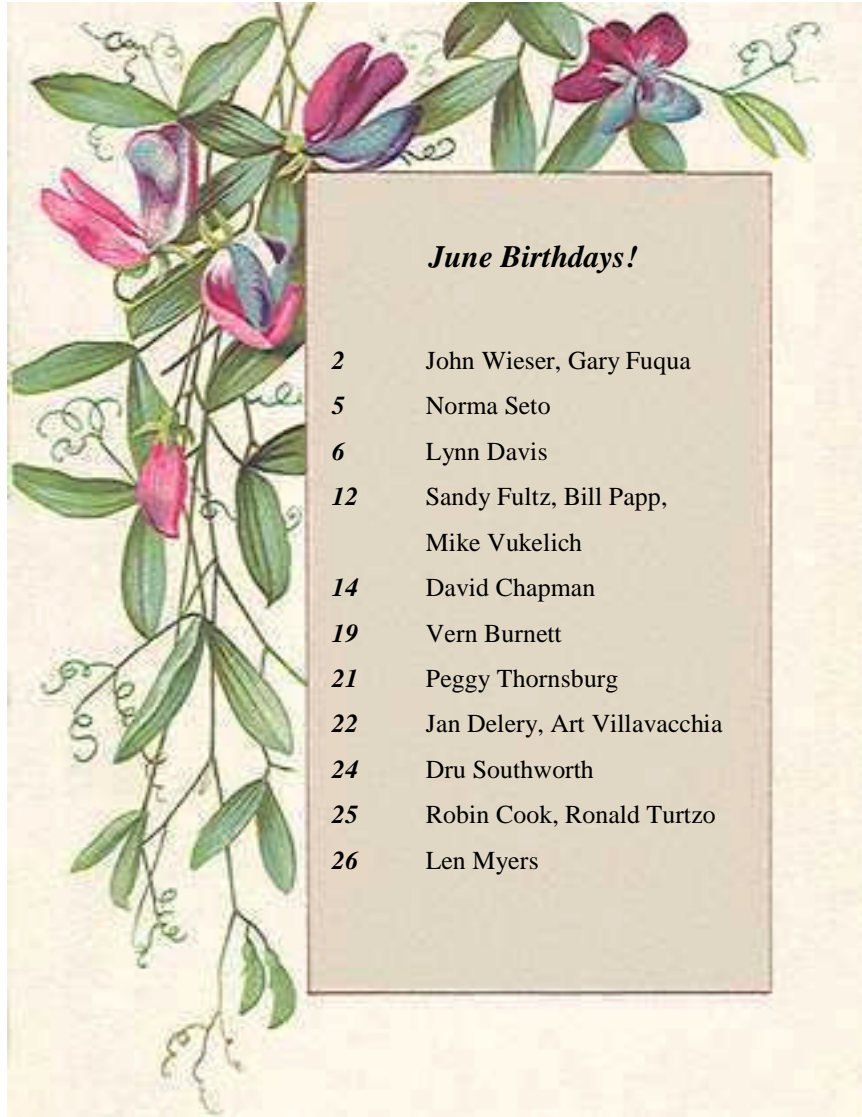 June Birthdays!
2 John Wieser, Gary Fuqua
5 Norma Seto
6 Lynn Davis
12 Sandy Fultz, Bill Papp,
Mike Vukelich
14 David Chapman
19 Vern Burnett
21 Peggy Thornsburg
22 Jan Delery, Art Villavacchia
24 Dru Southworth
25 Robin Cook, Ronald Turtzo
26 Len Myers